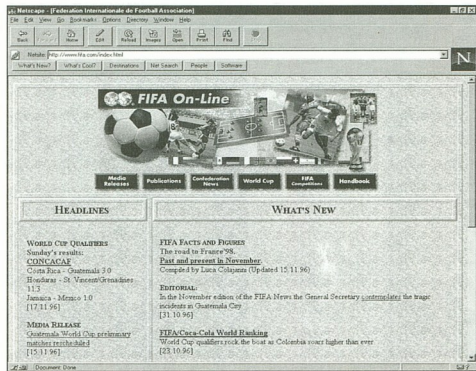 Netscape - [Federation Internationale de Football Association]
File Edit View Go Bookmarks Options Directory Window Help
Back Home Edit Reload Images Open Print Find
Netsite: http://www.fifa.com/index.html
What's New? What's Cool? Destinations Net Search People Software
N
FIFA On-Line
Media Releases Publications Confederation News World Cup FIFA Competitions Handbook
HEADLINES
WORLD CUP QUALIFIERS
Sunday's results:
CONCACAF
Costa Rica - Guatemala 3:0
Honduras - St. Vincent/Grenadines
11:3
Jamaica - Mexico 1:0
[17.11.96]
MEDIA RELEASE
Guatemala World Cup preliminary
matches rescheduled
[15.11.96]
WHAT'S NEW
FIFA FACTS AND FIGURES
The road to France'98.
Past and present in November.
Compiled by Luca Colajanni (Updated 15.11.96)
EDITORIAL:
In the November edition of the FIFA News the General Secretary contemplates the tragic
incidents in Guatemala City
[31.10.96]
FIFA/Coca-Cola World Ranking
World Cup qualifiers rock the boat as Colombia soars higher than ever
[23.10.96]
Document: Done